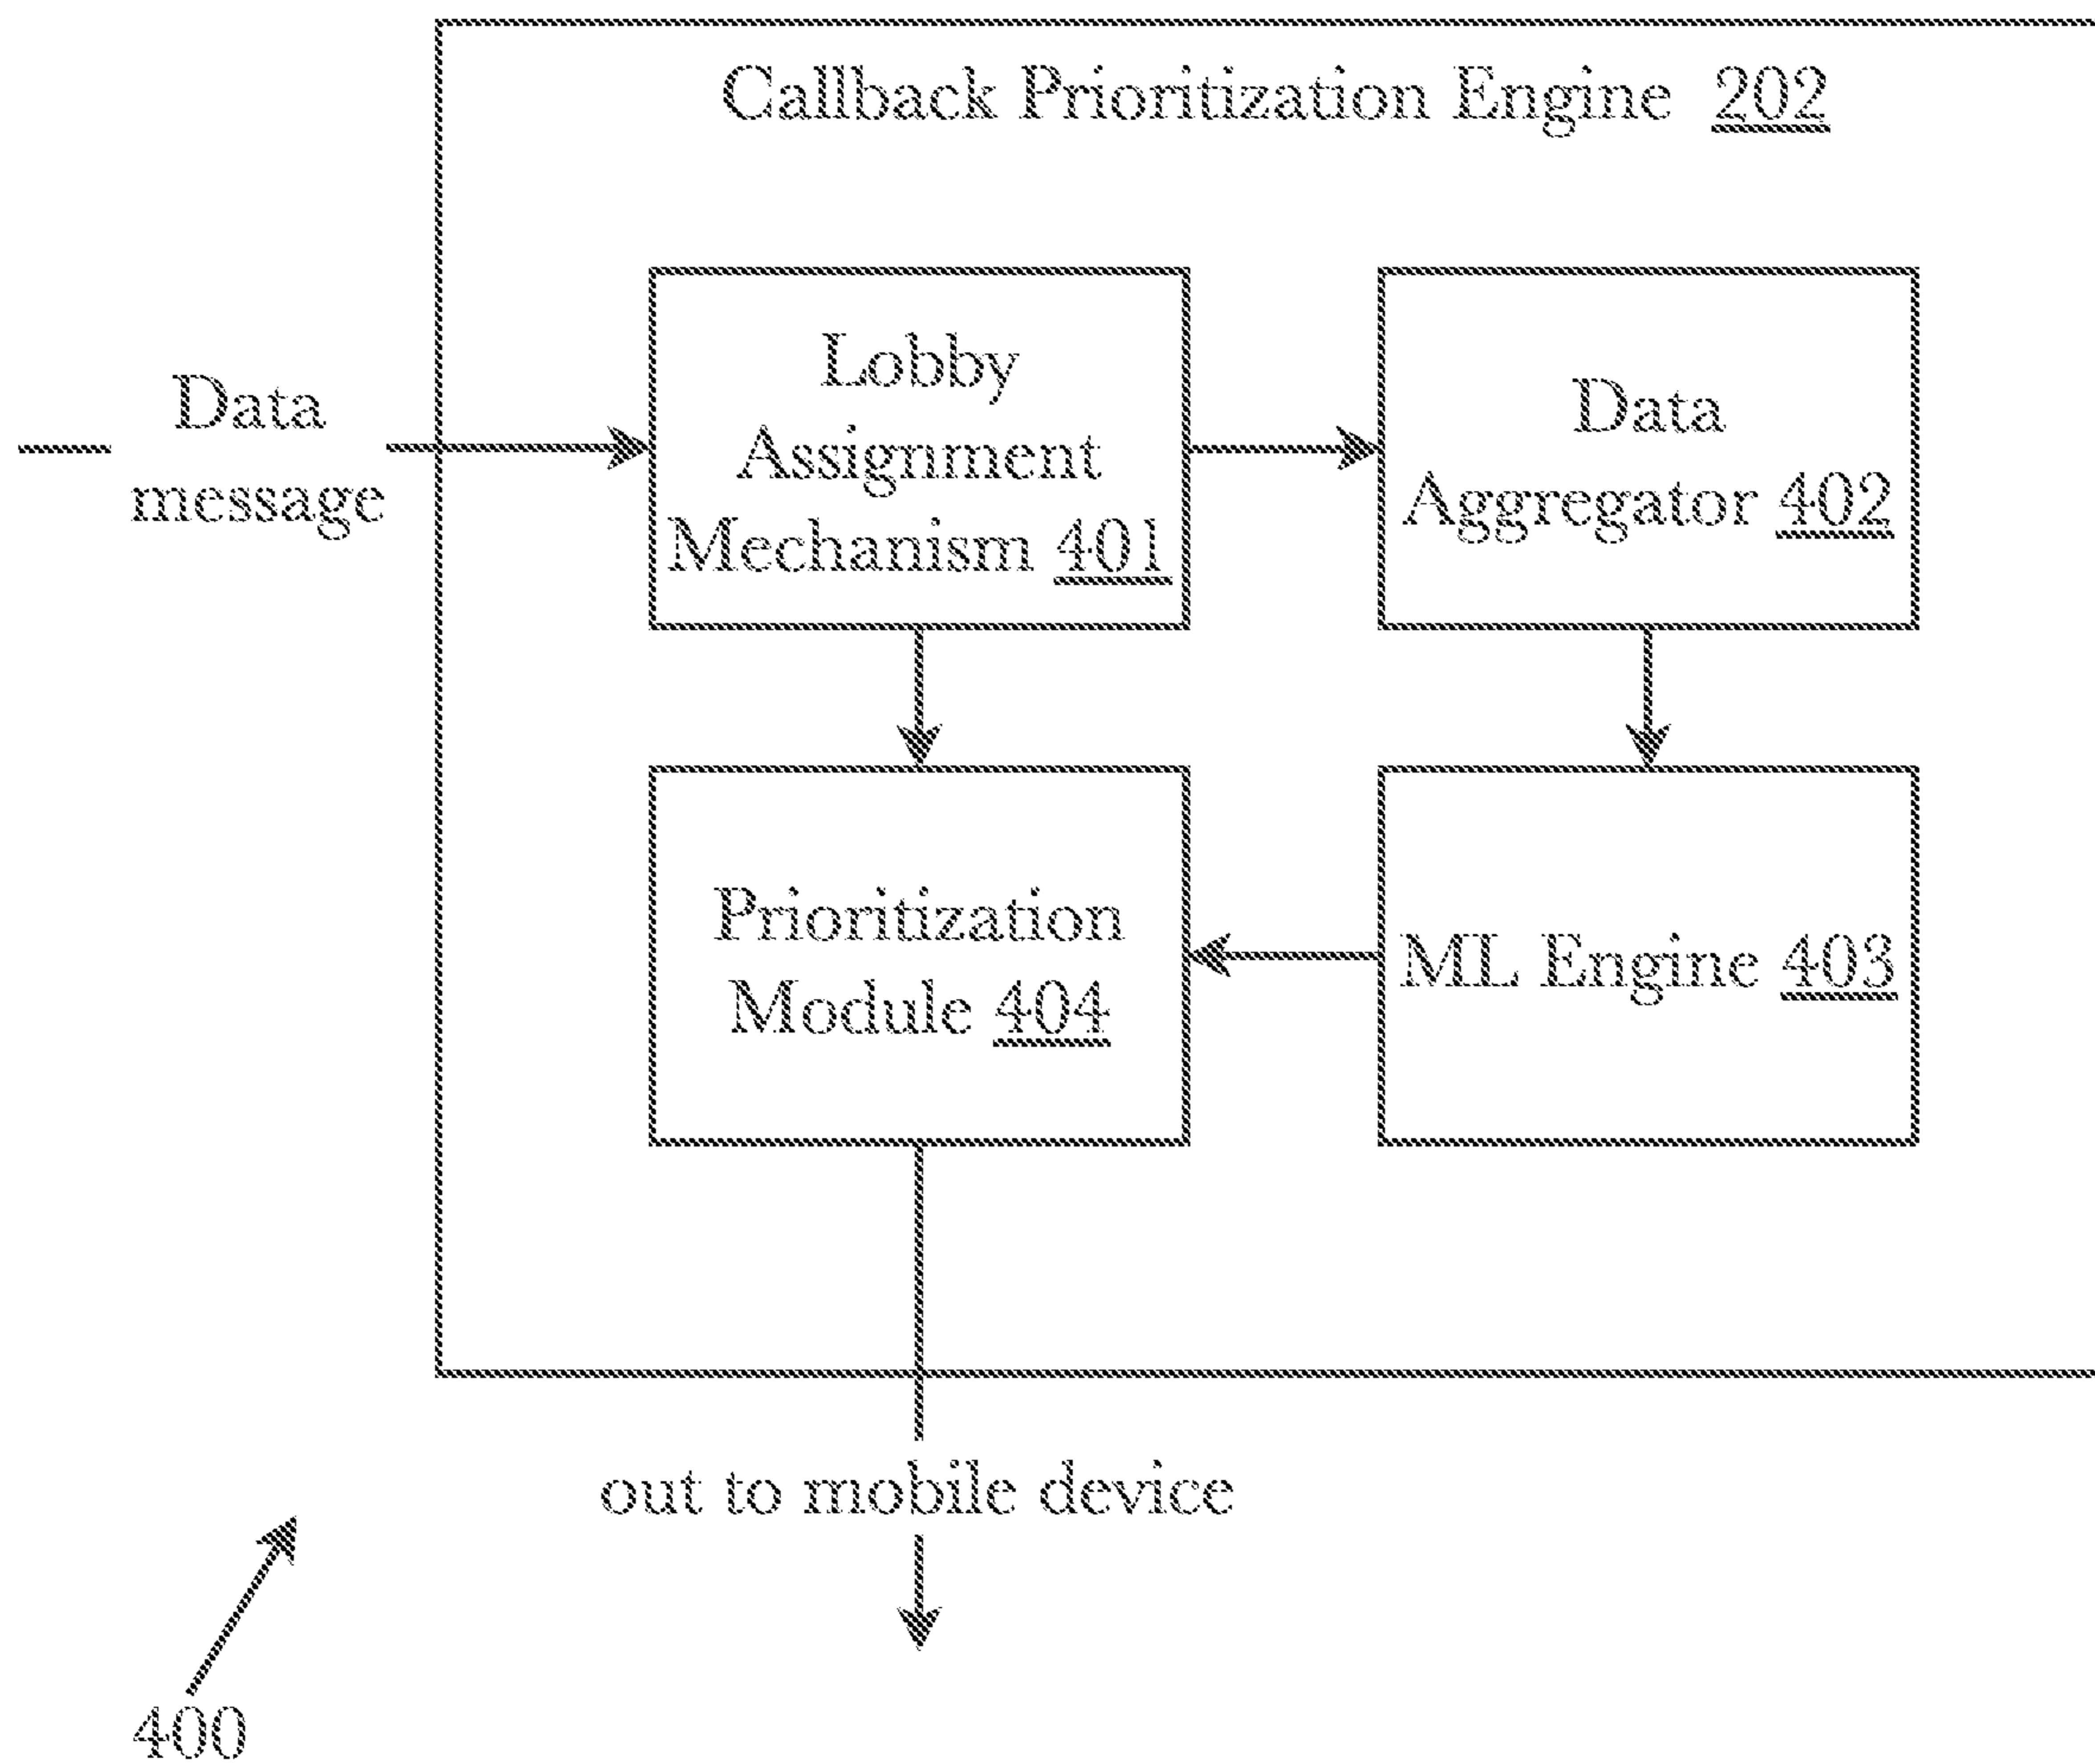 Callback Prioritization Engine 202
Data
message
Lobby
Assignment
Mechanism 401
Data
Aggregator 402
Prioritization
Module 404
ML Engine 403
out to mobile device
400